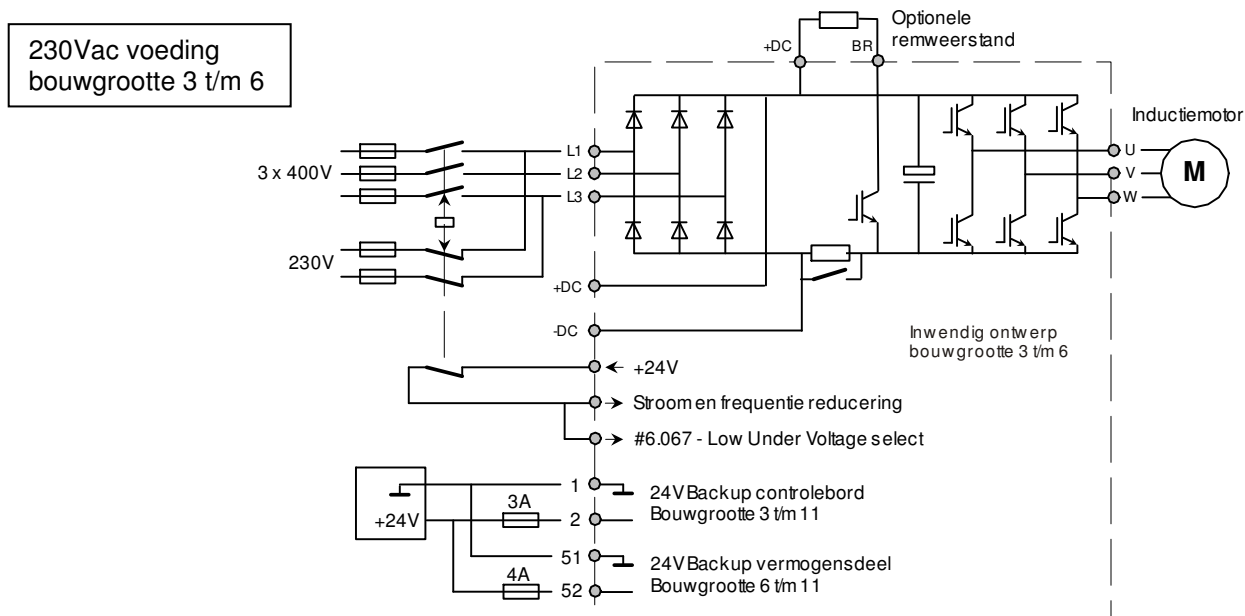 230Vac voeding
bouwgrootte 3 t/m 6
Optionele
remweerstand
+DC
BR
Inductiemotor
3 x 400V
L1
L2
L3
U
V
W
M
230V
+DC
-DC
Inwendig ontwerp
bouwgrootte 3 t/m 6
+24V
Stroom en frequentie reducering
#6.067 - Low Under Voltage select
+24V
3A
4A
1
2
51
52
24V Backup controlebord
Bouwgrootte 3 t/m 11
24V Backup vermogensdeel
Bouwgrootte 6 t/m 11